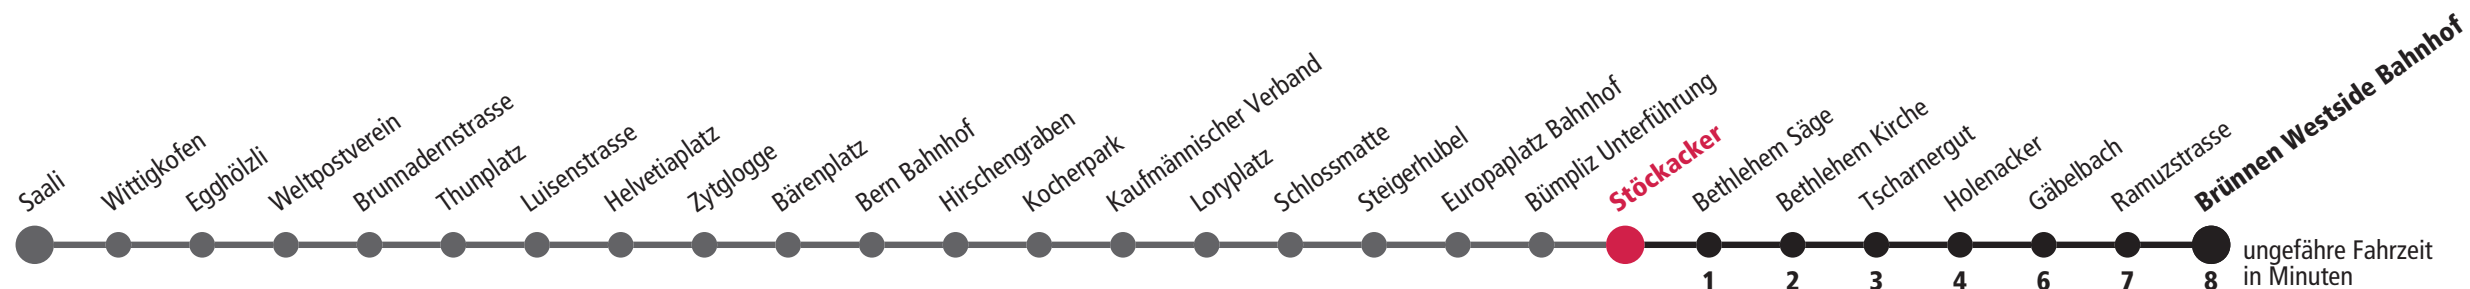 Saali
Wittigkofen
Egghölzli
Weltpostverein
Brunnadernstrasse
Thunplatz
Luisenstrasse
Helvetiaplatz
Zytglogge
Bärenplatz
Bern Bahnhof
Hirschengraben
Kocherpark
Kaufmännischer Verband
Loryplatz
Schlossmatte
Steigerhubel
Europaplatz Bahnhof
Bümpliz Unterführung
Stöckacker
Bethlehem Säge
Bethlehem Kirche
Tscharnergut
Holenacker
Gäbelbach
Ramuzstrasse
Brünnen Westside Bahnhof
1 2 3 4 6 7 8
ungefähre Fahrzeit
in Minuten